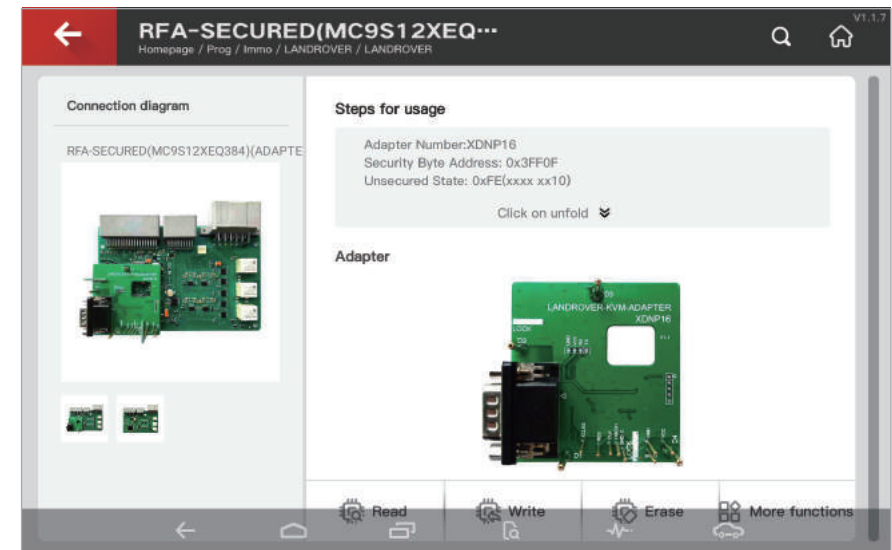 V1.1.7
RFA-SECURED(MC9S12XEQ···
Homepage / Prog / Immo / LANDROVER / LANDROVER
Connection diagram
RFA-SECURED(MC9S12XEQ384)(ADAPTE
Steps for usage
Adapter Number:XDNP16
Security Byte Address: 0x3FF0F
Unsecured State: 0xFE(xxxx xx10)
Click on unfold
Adapter
LANDROVER-KVM-ADAPTER
XDNP16
LOCK
Read
Write
Erase
More functions